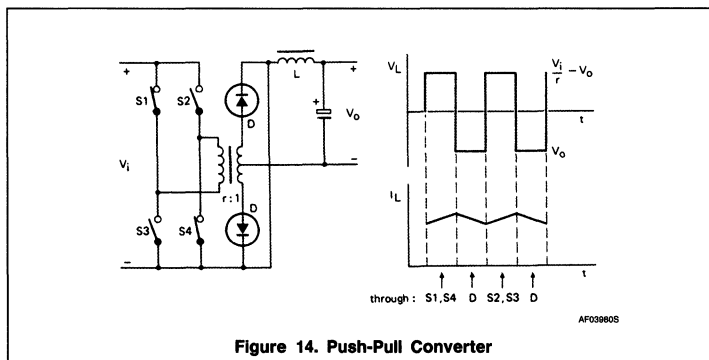 L
+
+
S1
S2
D
+
Vo
Vi
r:1
D
S3
S4
−
−
VL
Vi/r − Vo
t
Vo
IL
t
through : S1,S4 D S2,S3 D
AF03980S
Figure 14. Push-Pull Converter